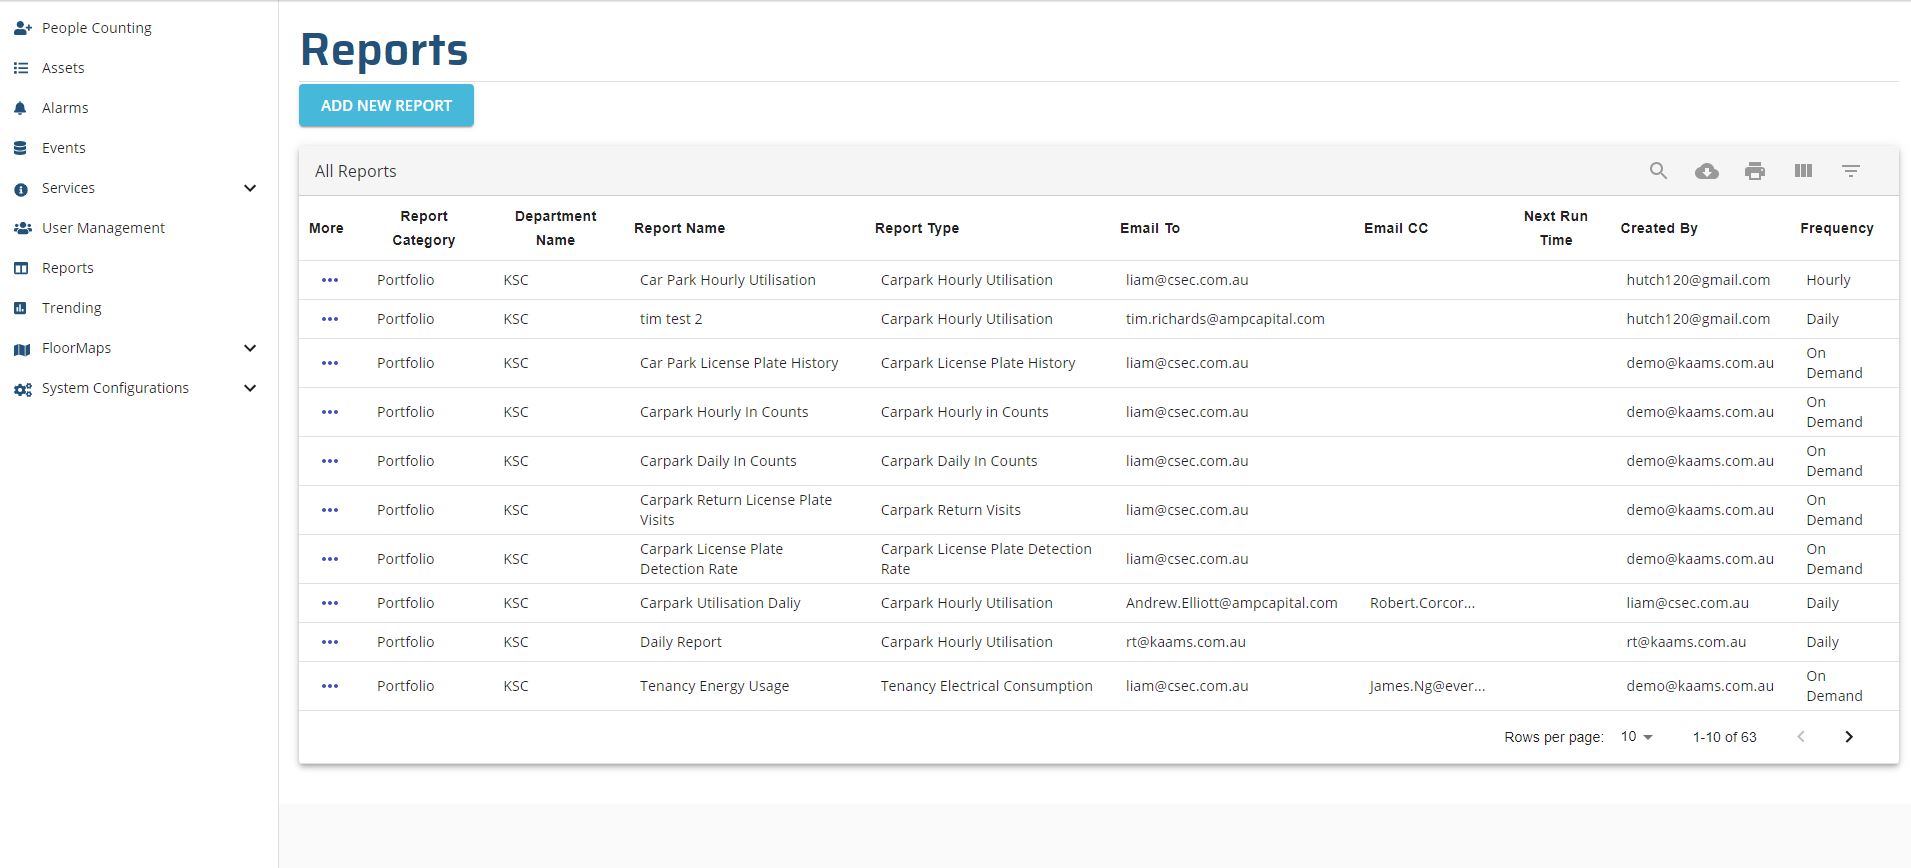 People Counting
Assets
Alarms
Events
Services
User Management
Reports
Trending
FloorMaps
System Configurations
Reports
ADD NEW REPORT
All Reports
More Report Category Department Name Report Name Report Type Email To Email CC Next Run Time Created By Frequency
Portfolio KSC Car Park Hourly Utilisation Carpark Hourly Utilisation liam@csec.com.au hutch120@gmail.com Hourly
Portfolio KSC tim test 2 Carpark Hourly Utilisation tim.richards@ampcapital.com hutch120@gmail.com Daily
Portfolio KSC Car Park License Plate History Carpark License Plate History liam@csec.com.au demo@kaams.com.au On Demand
Portfolio KSC Carpark Hourly In Counts Carpark Hourly in Counts liam@csec.com.au demo@kaams.com.au On Demand
Portfolio KSC Carpark Daily In Counts Carpark Daily In Counts liam@csec.com.au demo@kaams.com.au On Demand
Portfolio KSC Carpark Return License Plate Visits Carpark Return Visits liam@csec.com.au demo@kaams.com.au On Demand
Portfolio KSC Carpark License Plate Detection Rate Carpark License Plate Detection Rate liam@csec.com.au demo@kaams.com.au On Demand
Portfolio KSC Carpark Utilisation Daliy Carpark Hourly Utilisation Andrew.Elliott@ampcapital.com Robert.Corcor... liam@csec.com.au Daily
Portfolio KSC Daily Report Carpark Hourly Utilisation rt@kaams.com.au rt@kaams.com.au Daily
Portfolio KSC Tenancy Energy Usage Tenancy Electrical Consumption liam@csec.com.au James.Ng@ever... demo@kaams.com.au On Demand
Rows per page: 10 1-10 of 63